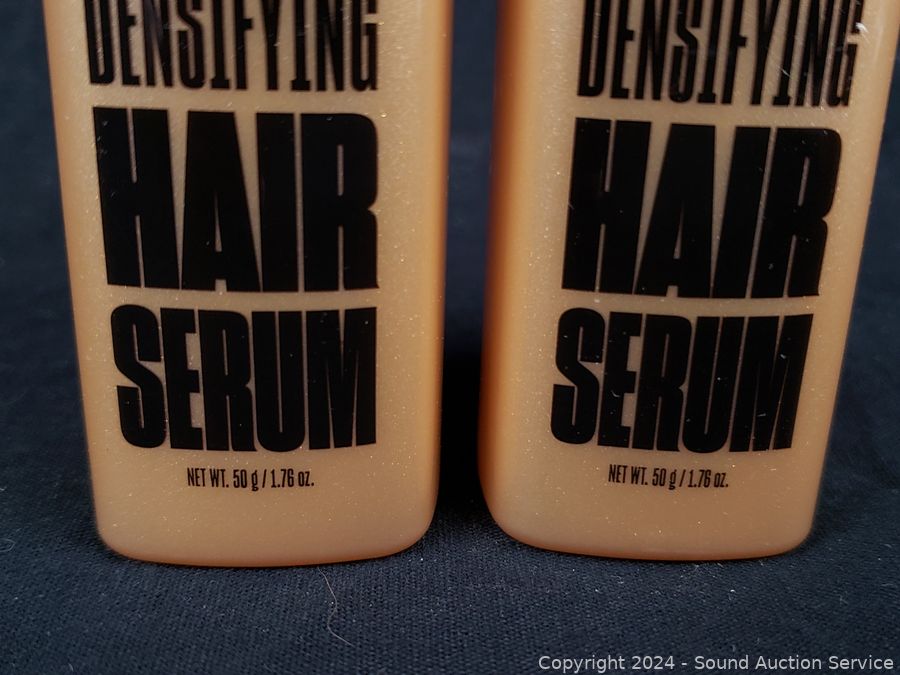 DENSIFYING
HAIR
SERUM
NET WT. 50 g / 1.76 oz.
DENSIFYING
HAIR
SERUM
NET WT. 50 g / 1.76 oz.
Copyright 2024 - Sound Auction Service